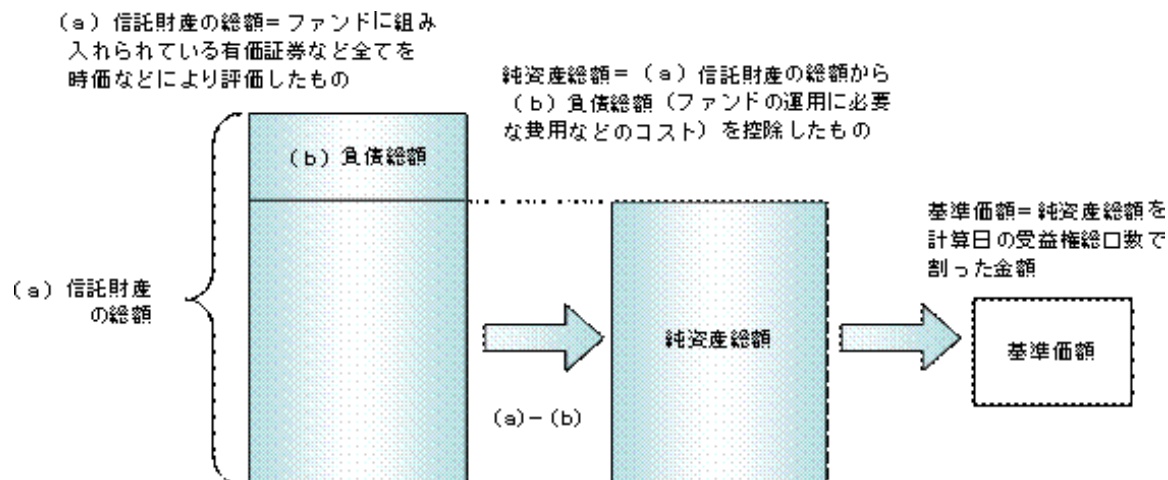 (a) 信託財産の総額=ファンドに組み
入れられている有価証券など全てを
時価などにより評価したもの
純資産総額=(a) 信託財産の総額から
(b) 負債総額(ファンドの運用に必要
な費用などのコスト)を控除したもの
(b) 負債総額
基準価額=純資産総額を
計算日の受益権総口数で
割った金額
(a) 信託財産
の総額
純資産総額
基準価額
(a)-(b)